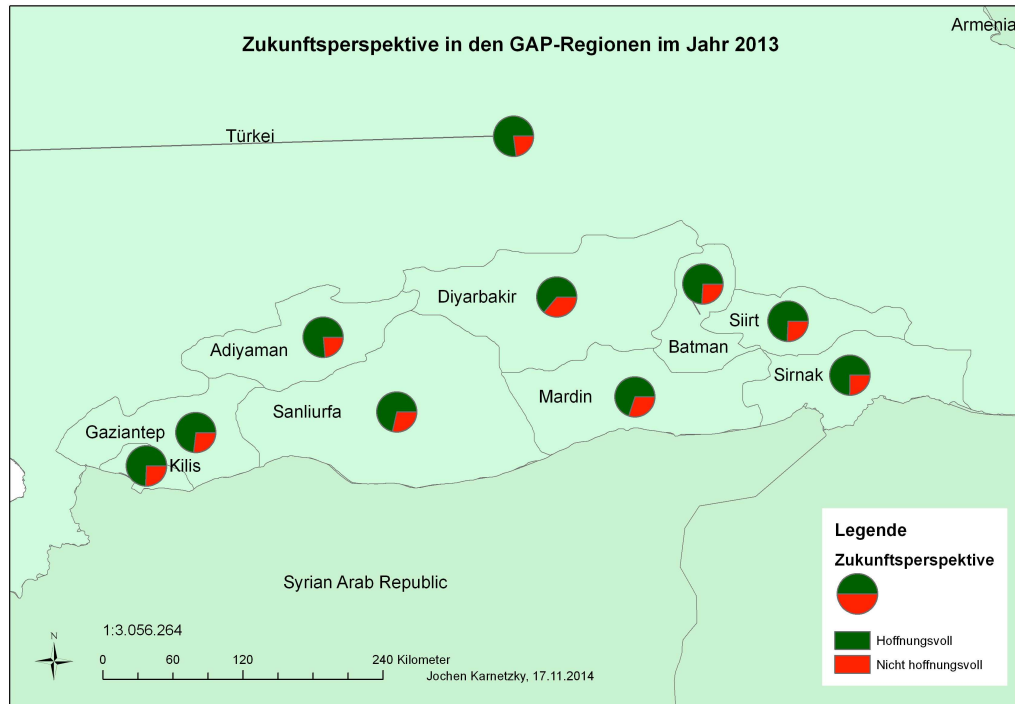 Armenia
Zukunftsperspektive in den GAP-Regionen im Jahr 2013
Türkei
Diyarbakir
Siirt
Adiyaman
Batman
Sirnak
Mardin
Sanliurfa
Gaziantep
Kilis
Legende
Zukunftsperspektive
Hoffnungsvoll
Nicht hoffnungsvoll
Syrian Arab Republic
N
1:3.056.264
0 60 120 240 Kilometer
Jochen Karnetzky, 17.11.2014